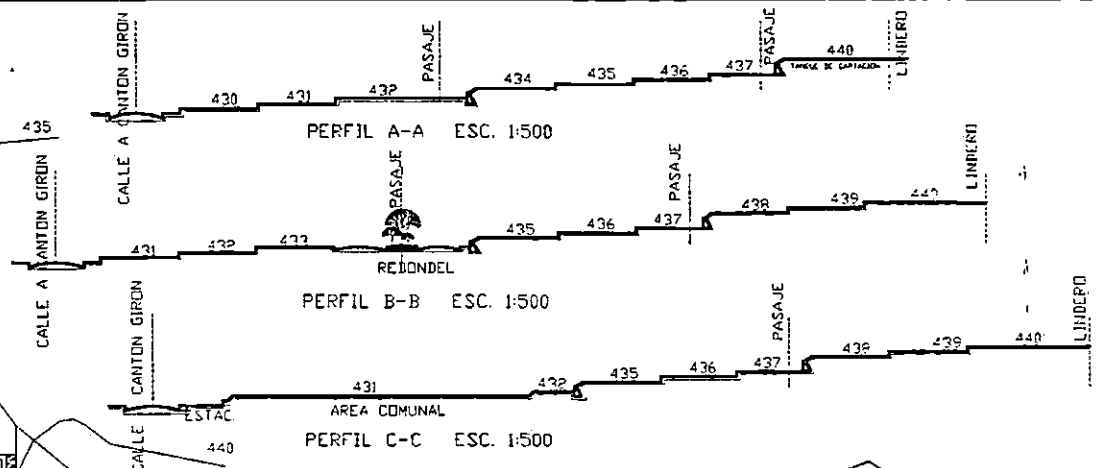 CALLE A CANTON GIRON
430
431
432
PASAJE
434
435
436
437
PASAJE
440
TANQUE DE CAPTACION
LINDERO
PERFIL A-A ESC. 1:500
435
CALLE A CANTON GIRON
431
432
433
PASAJE
REDONDEL
435
436
437
PASAJE
438
439
440
LINDERO
PERFIL B-B ESC. 1:500
CALLE CANTON GIRON
ESTAC.
431
AREA COMUNAL
432
435
436
437
PASAJE
438
439
440
LINDERO
PERFIL C-C ESC. 1:500
440